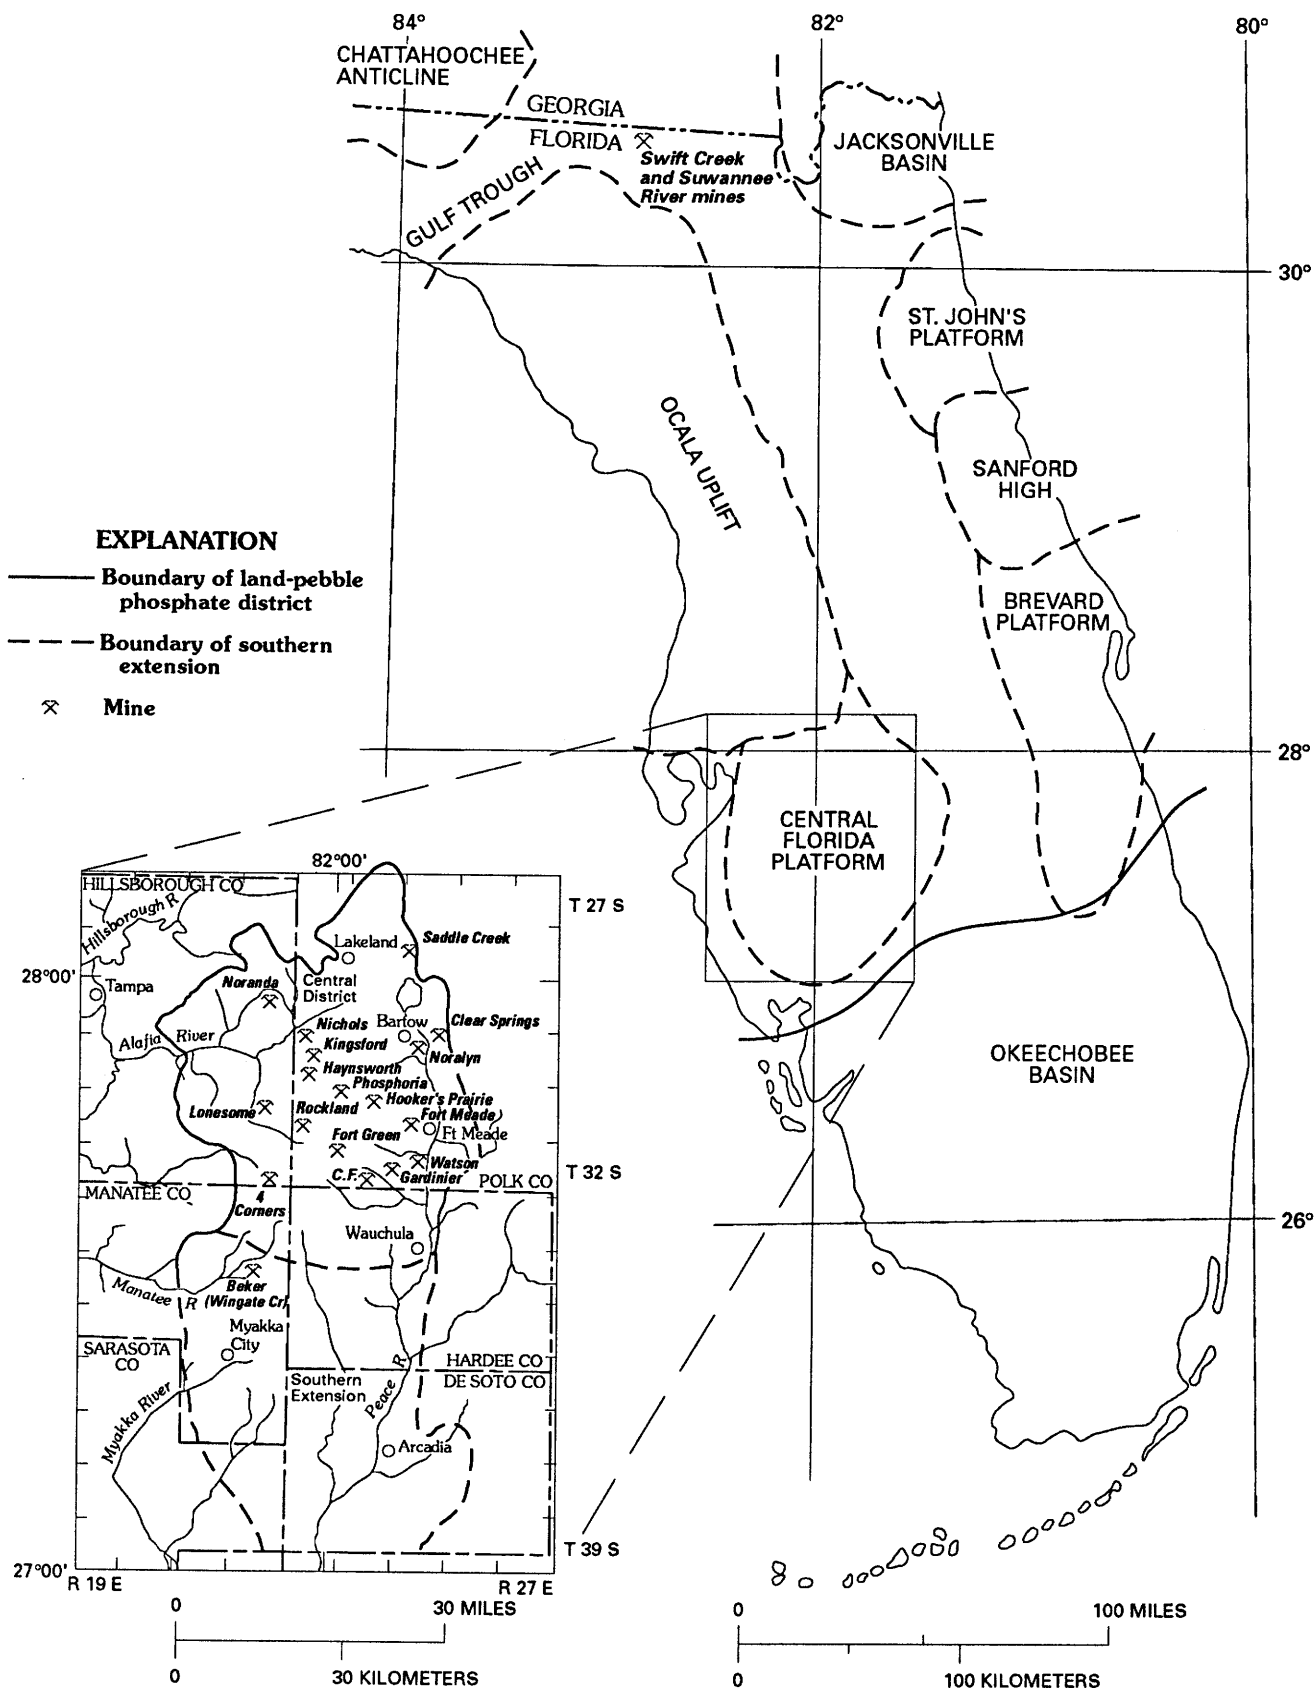 84°
82°
80°
CHATTAHOOCHEE
ANTICLINE
GEORGIA
FLORIDA
Swift Creek
and Suwannee
River mines
JACKSONVILLE
BASIN
GULF TROUGH
30°
ST. JOHN'S
PLATFORM
OCALA UPLIFT
SANFORD
HIGH
EXPLANATION
Boundary of land-pebble
phosphate district
Boundary of southern
extension
Mine
BREVARD
PLATFORM
28°
CENTRAL
FLORIDA
PLATFORM
OKEECHOBEE
BASIN
26°
82°00'
HILLSBOROUGH CO
T 27 S
Hillsborough R
Lakeland
Saddle Creek
28°00'
Tampa
Noranda
Central
District
Nichols
Bartow
Clear Springs
Alafia River
Kingsford
Noralyn
Haynsworth
Phosphoria
Hooker's Prairie
Lonesome
Rockland
Fort Meade
Fort Green
Ft Meade
Watson
C.F.
Gardinier
T 32 S
MANATEE CO
POLK CO
4
Corners
Wauchula
Manatee R
Beker
(Wingate Cr)
Myakka
City
SARASOTA
CO
HARDEE CO
DE SOTO CO
Southern
Extension
Peace R
Myakka River
Arcadia
T 39 S
27°00'
R 19 E
R 27 E
0
30 MILES
0
30 KILOMETERS
0
100 MILES
0
100 KILOMETERS